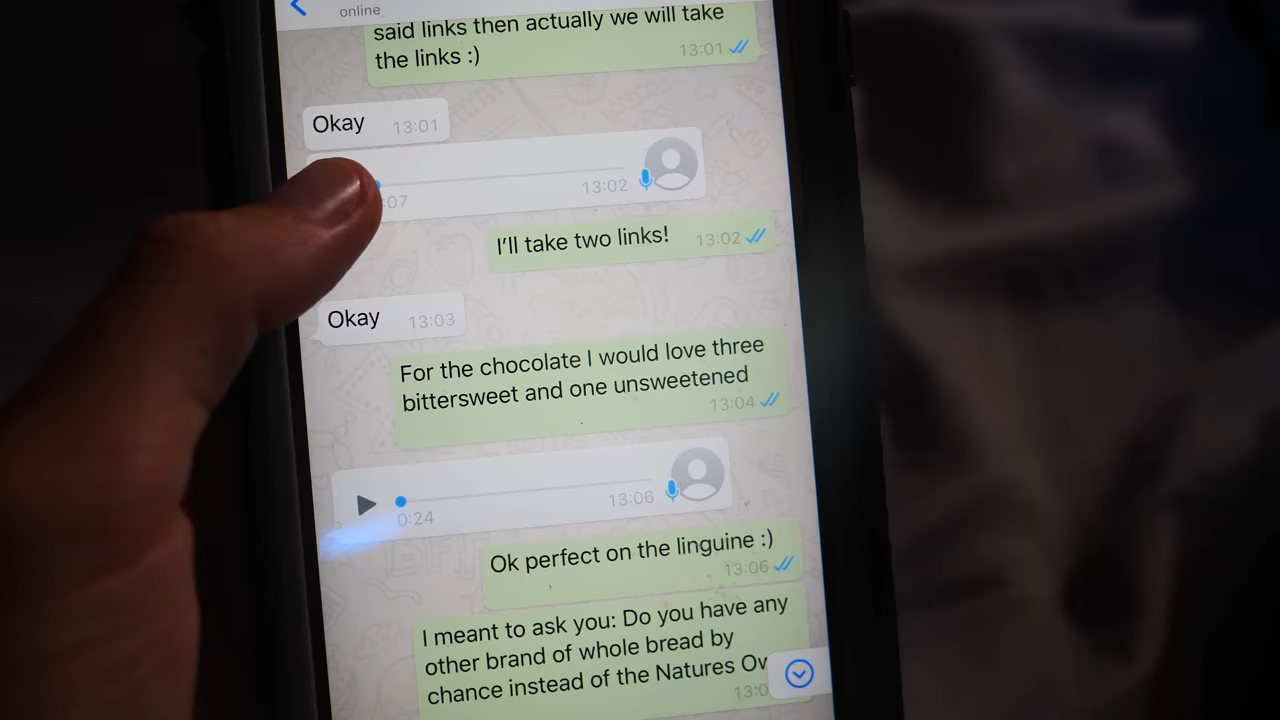 online
said links then actually we will take
the links :)
13:01
Okay
13:01
:07
13:02
I'll take two links!
13:02
Okay
13:03
For the chocolate I would love three
bittersweet and one unsweetened
13:04
0:24
13:06
Ok perfect on the linguine :)
13:06
I meant to ask you: Do you have any
other brand of whole bread by
chance instead of the Natures